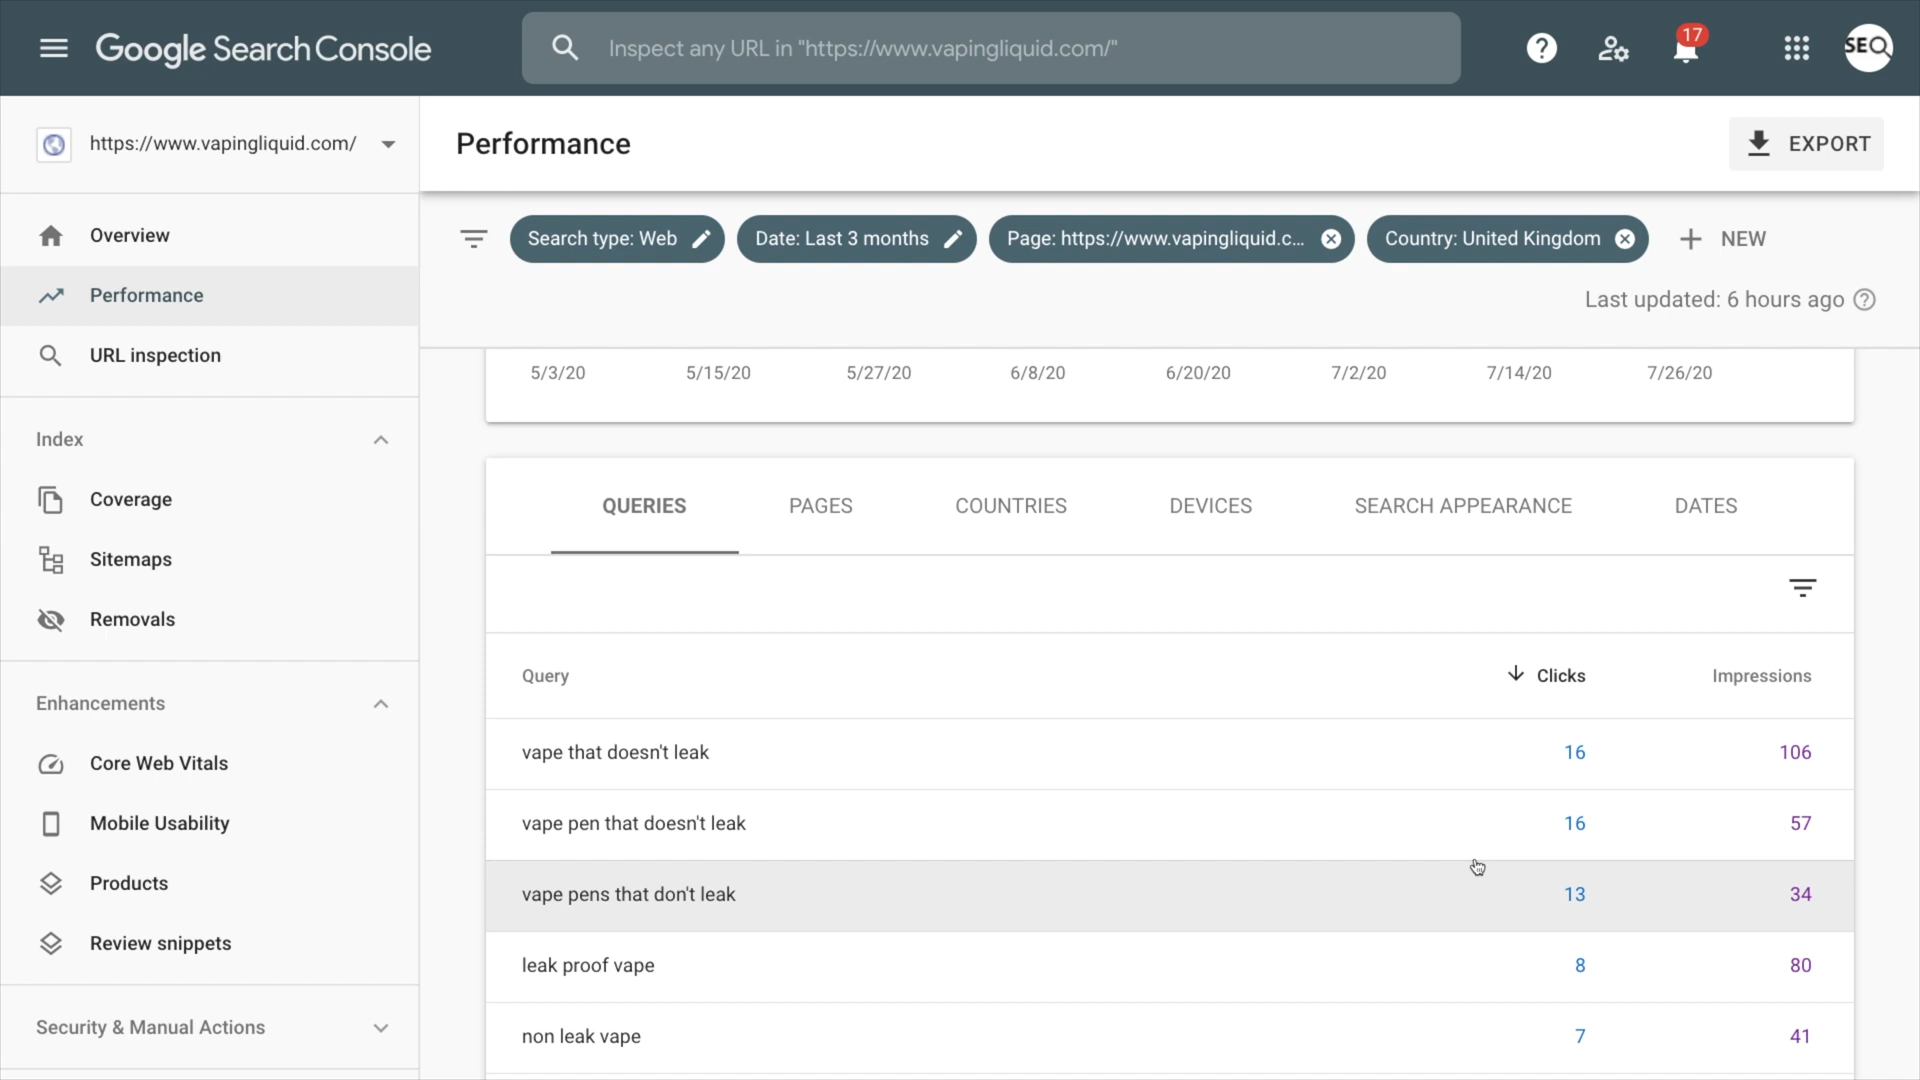 Google Search Console
Inspect any URL in "https://www.vapingliquid.com/"
17
SEO
https://www.vapingliquid.com/
Performance
EXPORT
Overview
Performance
URL inspection
Index
Coverage
Sitemaps
Removals
Enhancements
Core Web Vitals
Mobile Usability
Products
Review snippets
Security & Manual Actions
Search type: Web
Date: Last 3 months
Page: https://www.vapingliquid.c...
Country: United Kingdom
NEW
Last updated: 6 hours ago
5/3/20 5/15/20 5/27/20 6/8/20 6/20/20 7/2/20 7/14/20 7/26/20
QUERIES PAGES COUNTRIES DEVICES SEARCH APPEARANCE DATES
Query Clicks Impressions
vape that doesn't leak 16 106
vape pen that doesn't leak 16 57
vape pens that don't leak 13 34
leak proof vape 8 80
non leak vape 7 41